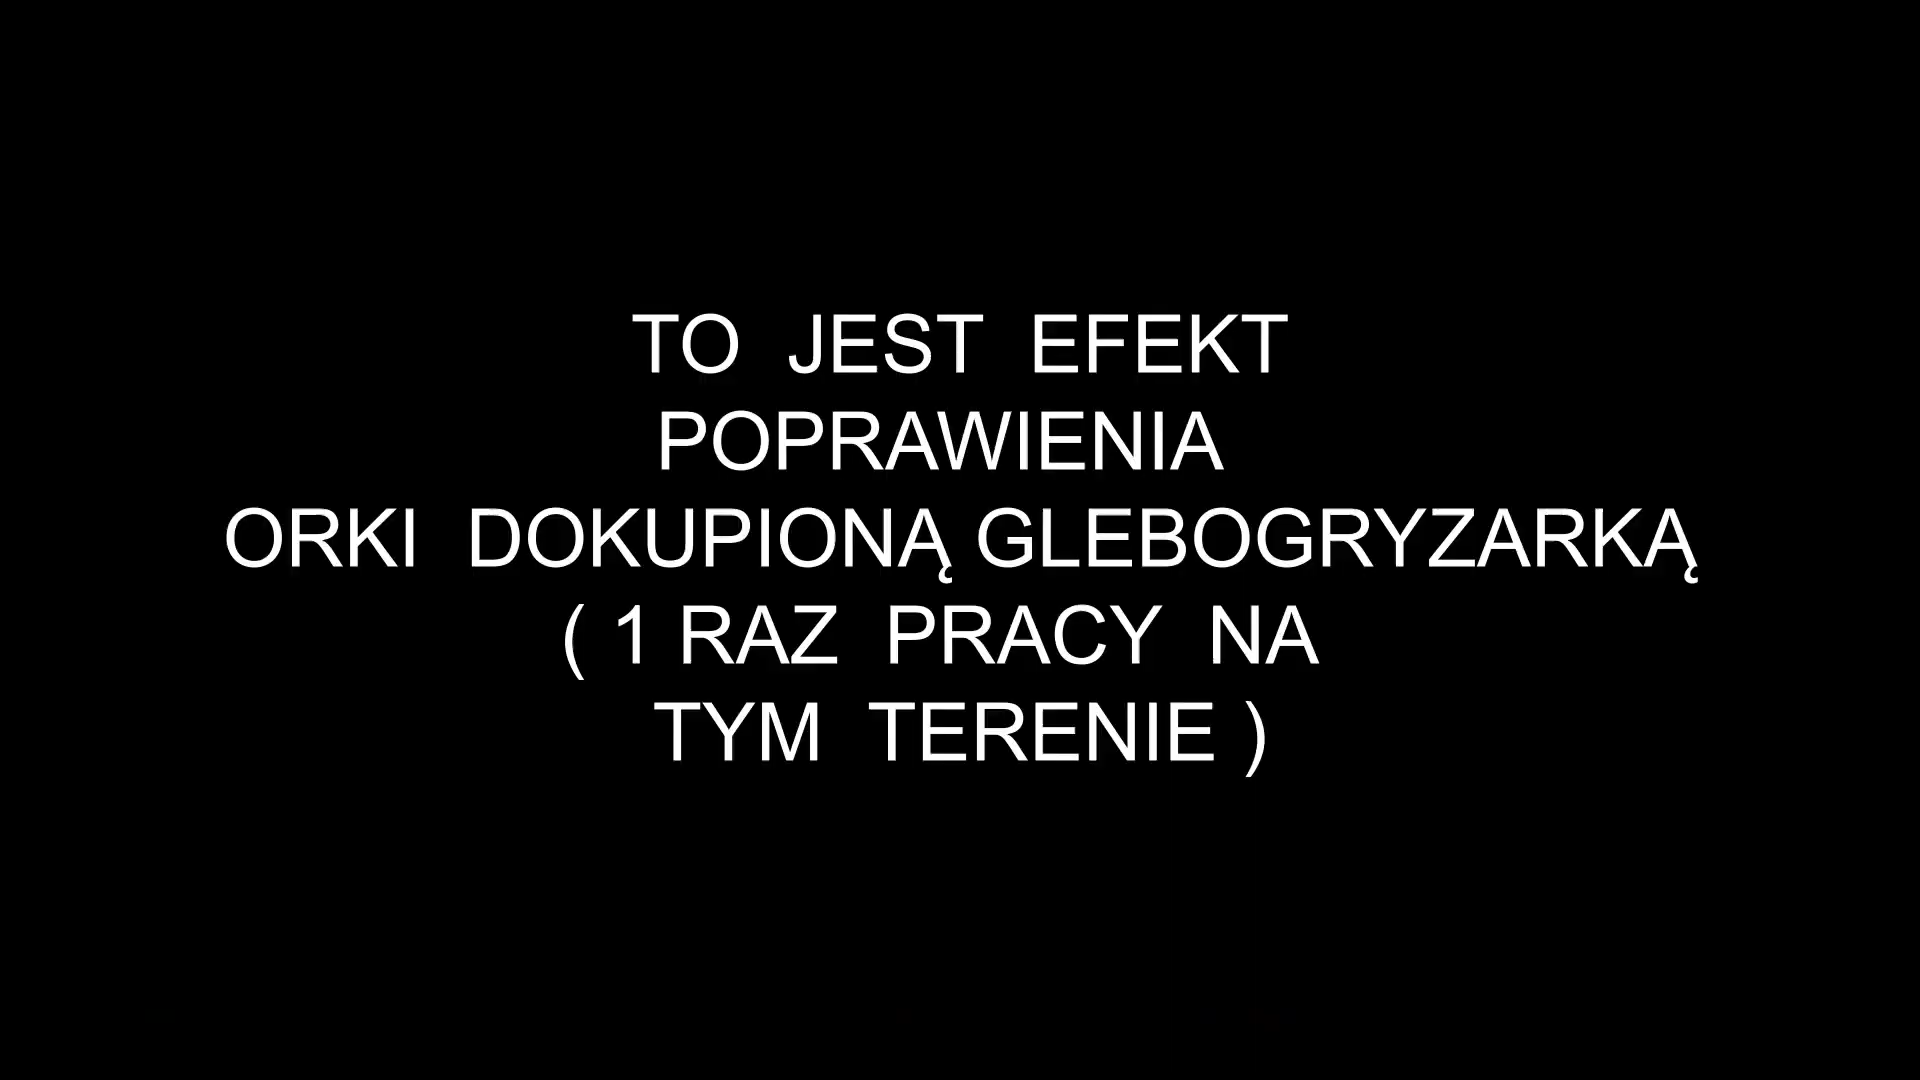 TO JEST EFEKT
POPRAWIENIA
ORKI DOKUPIONĄ GLEBOGRYZARKĄ
( 1 RAZ PRACY NA
TYM TERENIE )